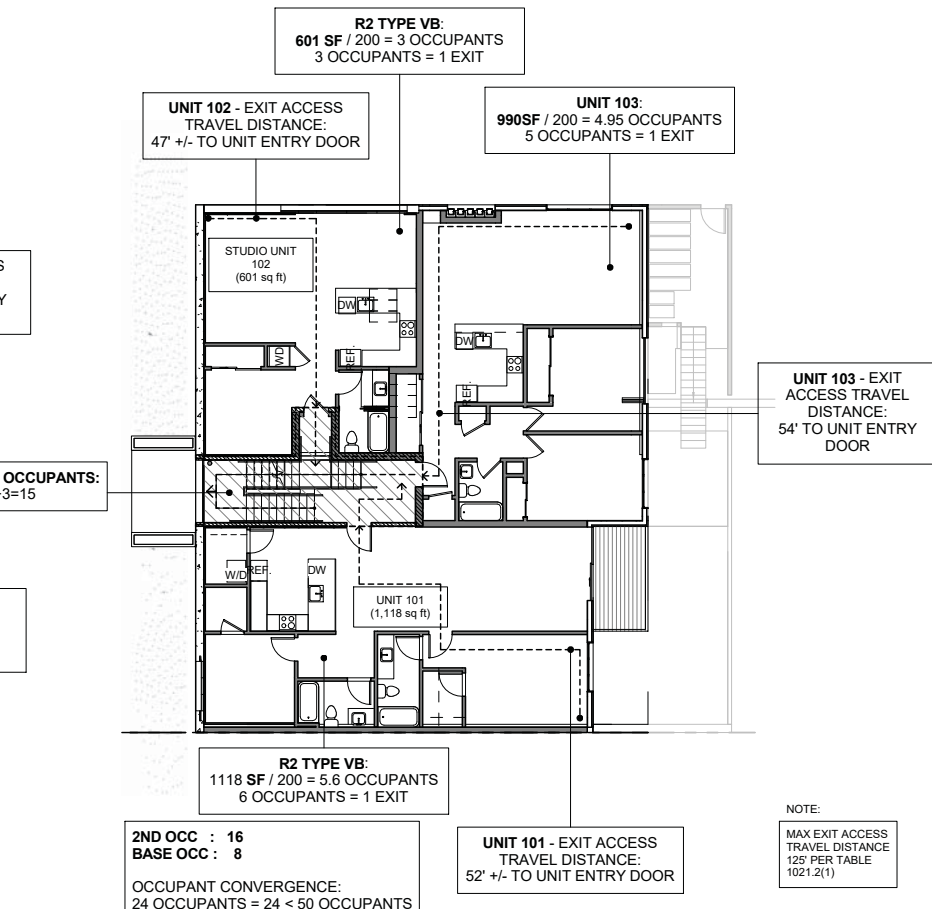 R2 TYPE VB:
601 SF / 200 = 3 OCCUPANTS
3 OCCUPANTS = 1 EXIT
UNIT 102 - EXIT ACCESS
TRAVEL DISTANCE:
47' +/- TO UNIT ENTRY DOOR
UNIT 103:
990SF / 200 = 4.95 OCCUPANTS
5 OCCUPANTS = 1 EXIT
S
Y
STUDIO UNIT
102
(601 sq ft)
DW
REF.
WD
DW
REF.
UNIT 103 - EXIT
ACCESS TRAVEL
DISTANCE:
54' TO UNIT ENTRY
DOOR
OCCUPANTS:
+3=15
W/D
REF.
DW
UNIT 101
(1,118 sq ft)
R2 TYPE VB:
1118 SF / 200 = 5.6 OCCUPANTS
6 OCCUPANTS = 1 EXIT
2ND OCC : 16
BASE OCC : 8
OCCUPANT CONVERGENCE:
24 OCCUPANTS = 24 < 50 OCCUPANTS
UNIT 101 - EXIT ACCESS
TRAVEL DISTANCE:
52' +/- TO UNIT ENTRY DOOR
NOTE:
MAX EXIT ACCESS
TRAVEL DISTANCE
125' PER TABLE
1021.2(1)